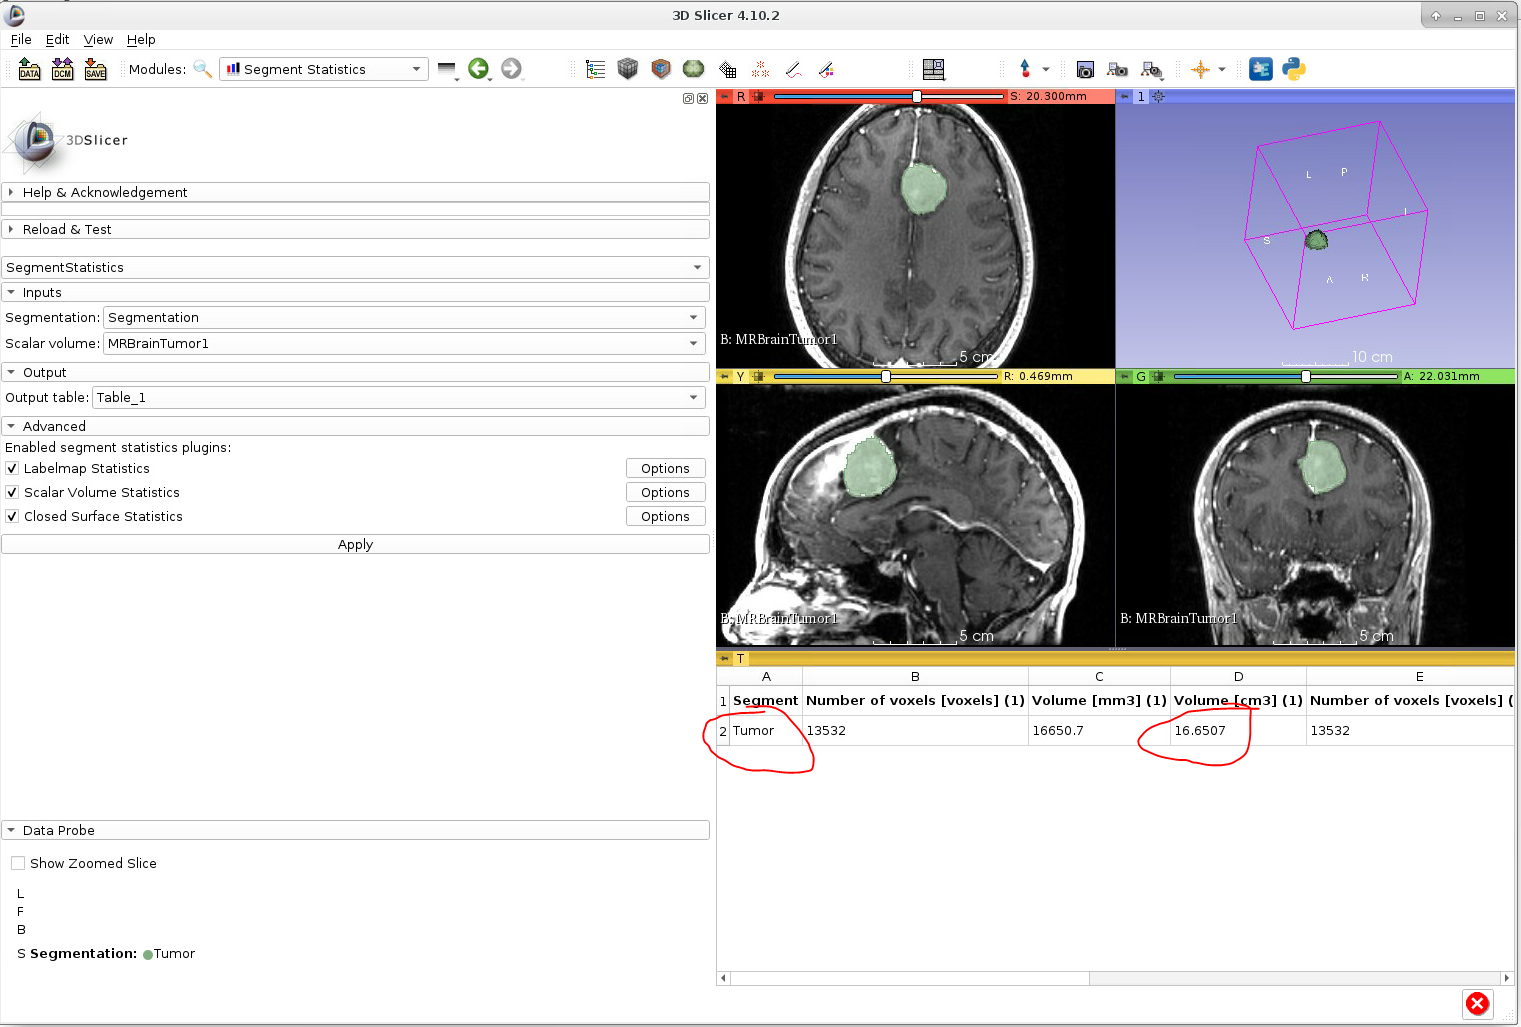 3D Slicer 4.10.2
File Edit View Help
DATA DCM SAVE Modules: Segment Statistics
3DSlicer
Help & Acknowledgement
Reload & Test
SegmentStatistics
Inputs
Segmentation: Segmentation
Scalar volume: MRBrainTumor1
Output
Output table: Table_1
Advanced
Enabled segment statistics plugins:
Labelmap Statistics Options
Scalar Volume Statistics Options
Closed Surface Statistics Options
Apply
Data Probe
Show Zoomed Slice
L
F
B
S Segmentation: Tumor
R S: 20.300mm
B: MRBrainTumor1
5 cm
1
L P
I
S
A R
10 cm
Y R: 0.469mm
B: MRBrainTumor1
5 cm
G A: 22.031mm
B: MRBrainTumor1
5 cm
T
A B C D E
1 Segment Number of voxels [voxels] (1) Volume [mm3] (1) Volume [cm3] (1) Number of voxels [voxels] (
2 Tumor 13532 16650.7 16.6507 13532